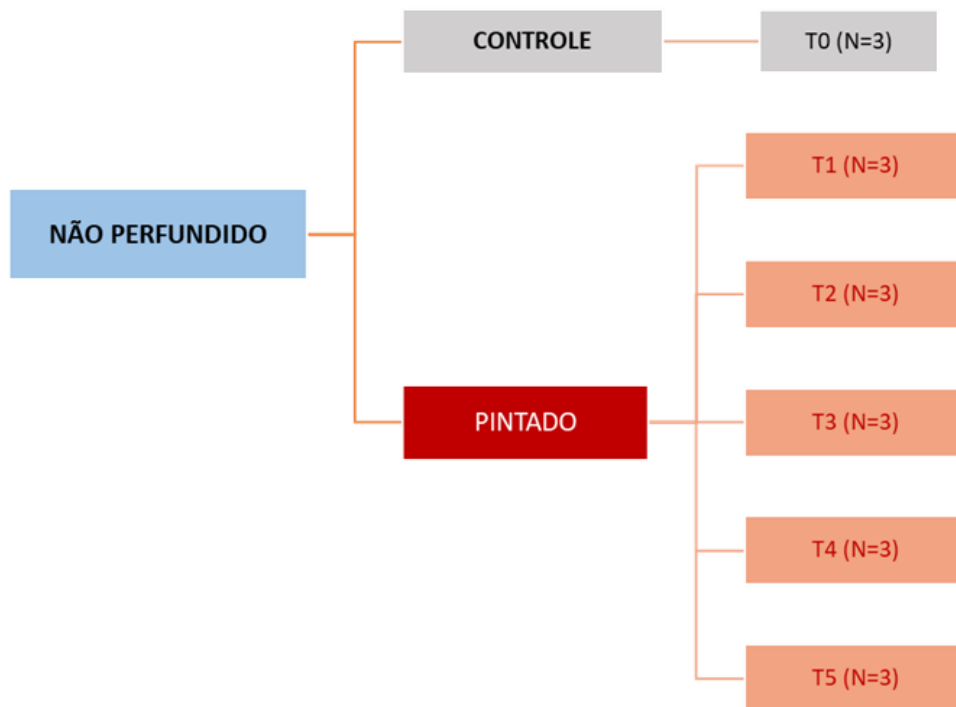 CONTROLE
T0 (N=3)
NÃO PERFUNDIDO
PINTADO
T1 (N=3)
T2 (N=3)
T3 (N=3)
T4 (N=3)
T5 (N=3)